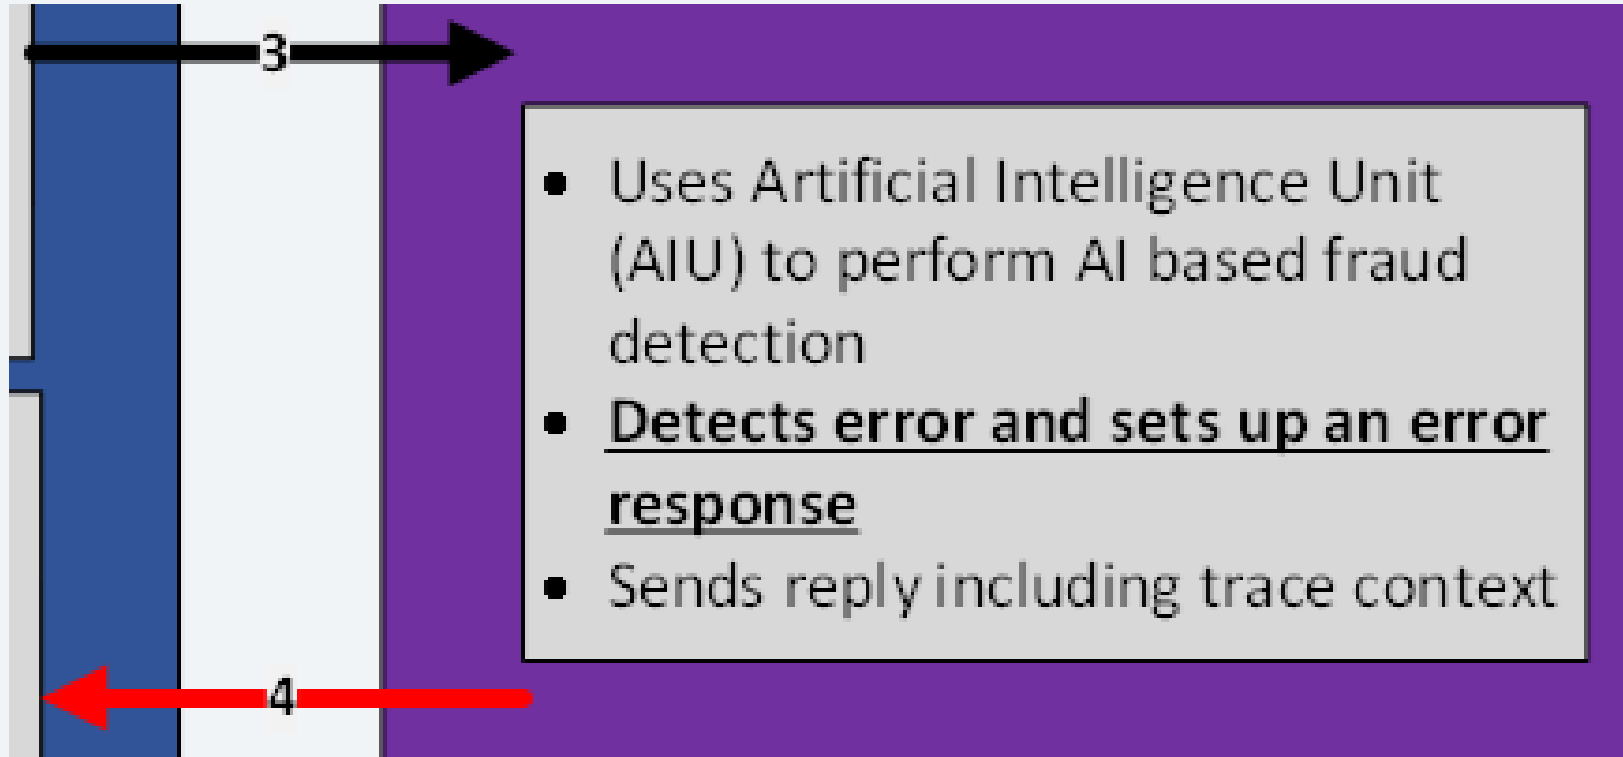 3
• Uses Artificial Intelligence Unit
(AIU) to perform AI based fraud
detection
• Detects error and sets up an error
response
• Sends reply including trace context
4